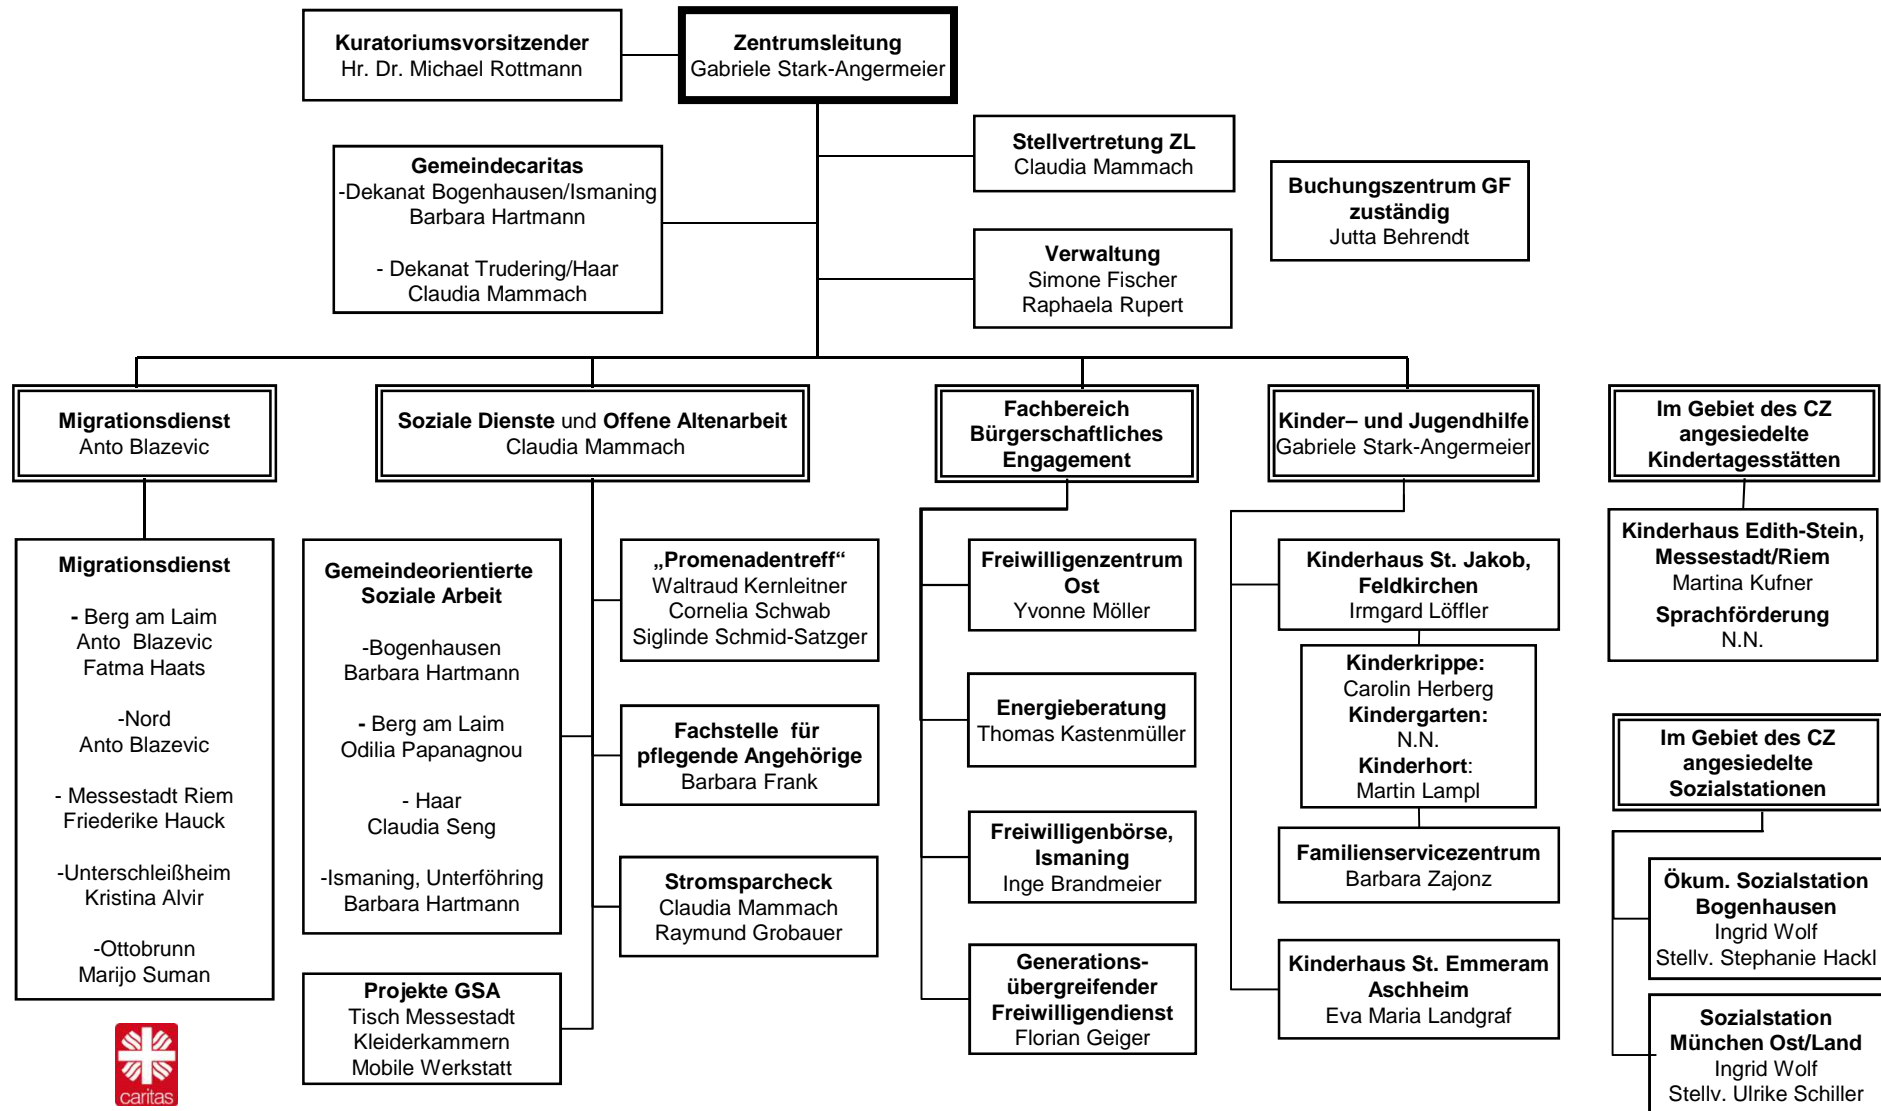 Kuratoriumsvorsitzender
Hr. Dr. Michael Rottmann
Zentrumsleitung
Gabriele Stark-Angermeier
Gemeindecaritas
-Dekanat Bogenhausen/Ismaning
Barbara Hartmann
- Dekanat Trudering/Haar
Claudia Mammach
Stellvertretung ZL
Claudia Mammach
Verwaltung
Simone Fischer
Raphaela Rupert
Buchungszentrum GF
zuständig
Jutta Behrendt
Migrationsdienst
Anto Blazevic
Soziale Dienste und Offene Altenarbeit
Claudia Mammach
Fachbereich
Bürgerschaftliches
Engagement
Kinder– und Jugendhilfe
Gabriele Stark-Angermeier
Im Gebiet des CZ
angesiedelte
Kindertagesstätten
Migrationsdienst
- Berg am Laim
Anto  Blazevic
Fatma Haats
-Nord
Anto Blazevic
- Messestadt Riem
Friederike Hauck
-Unterschleißheim
Kristina Alvir
-Ottobrunn
Marijo Suman
Gemeindeorientierte
Soziale Arbeit
-Bogenhausen
Barbara Hartmann
- Berg am Laim
Odilia Papanagnou
- Haar
Claudia Seng
-Ismaning, Unterföhring
Barbara Hartmann
Projekte GSA
Tisch Messestadt
Kleiderkammern
Mobile Werkstatt
„Promenadentreff“
Waltraud Kernleitner
Cornelia Schwab
Siglinde Schmid-Satzger
Fachstelle  für
pflegende Angehörige
Barbara Frank
Stromsparcheck
Claudia Mammach
Raymund Grobauer
Freiwilligenzentrum
Ost
Yvonne Möller
Energieberatung
Thomas Kastenmüller
Freiwilligenbörse,
Ismaning
Inge Brandmeier
Generations-
übergreifender
Freiwilligendienst
Florian Geiger
Kinderhaus St. Jakob,
Feldkirchen
Irmgard Löffler
Kinderkrippe:
Carolin Herberg
Kindergarten:
N.N.
Kinderhort:
Martin Lampl
Familienservicezentrum
Barbara Zajonz
Kinderhaus St. Emmeram
Aschheim
Eva Maria Landgraf
Kinderhaus Edith-Stein,
Messestadt/Riem
Martina Kufner
Sprachförderung
N.N.
Im Gebiet des CZ
angesiedelte
Sozialstationen
Ökum. Sozialstation
Bogenhausen
Ingrid Wolf
Stellv. Stephanie Hackl
Sozialstation
München Ost/Land
Ingrid Wolf
Stellv. Ulrike Schiller
caritas